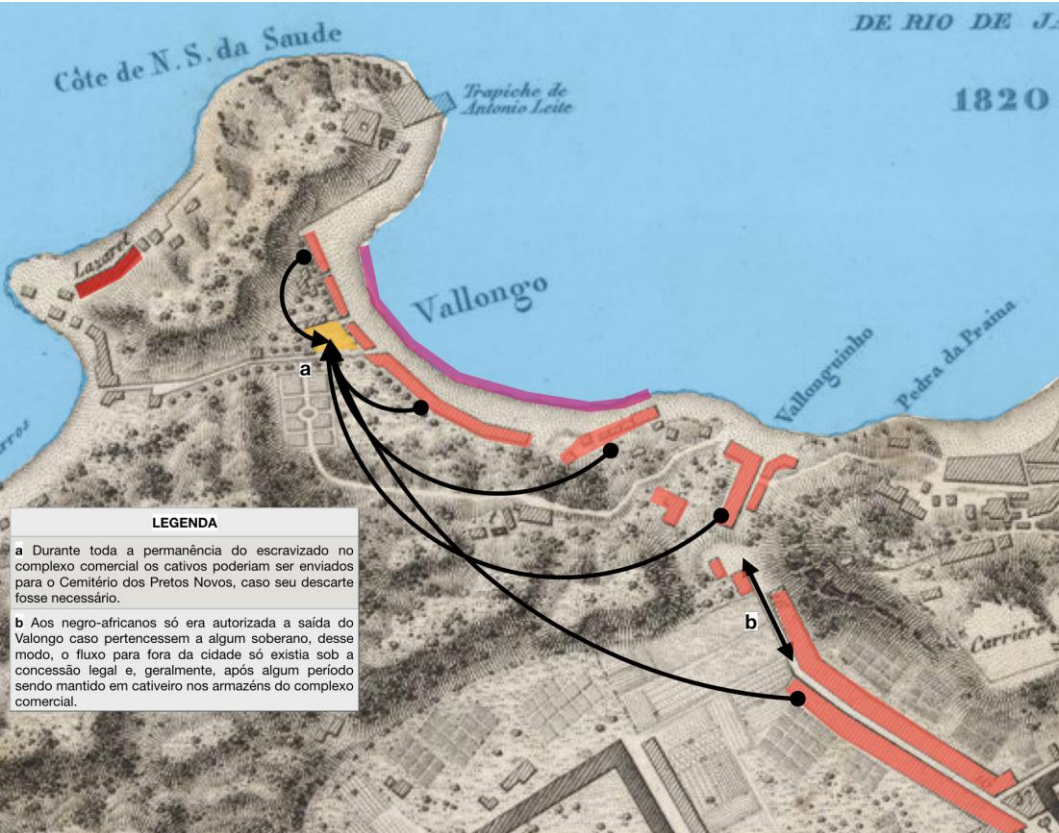 DE RIO DE JA
Côte de N.S. da Saude
Trapiche de
Antonio Leite
1820
Lazaret
Vallongo
Vallonguinho
Pedra da Praina
a
LEGENDA
a Durante toda a permanência do escravizado no
complexo comercial os cativos poderiam ser enviados
para o Cemitério dos Pretos Novos, caso seu descarte
fosse necessário.
b Aos negro-africanos só era autorizada a saída do
Valongo caso pertencessem a algum soberano, desse
modo, o fluxo para fora da cidade só existia sob a
concessão legal e, geralmente, após algum período
sendo mantido em cativeiro nos armazéns do complexo
comercial.
b
Carrière